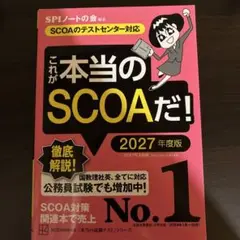 SPIノートの会 編著
SCOAのテストセンター対応
これが
本当の
SCOAだ!
2027年度版
徹底
解説!
国数理社英、全てに対応
公務員試験でも増加中!
SCOA対策
関連本で売上
No.1